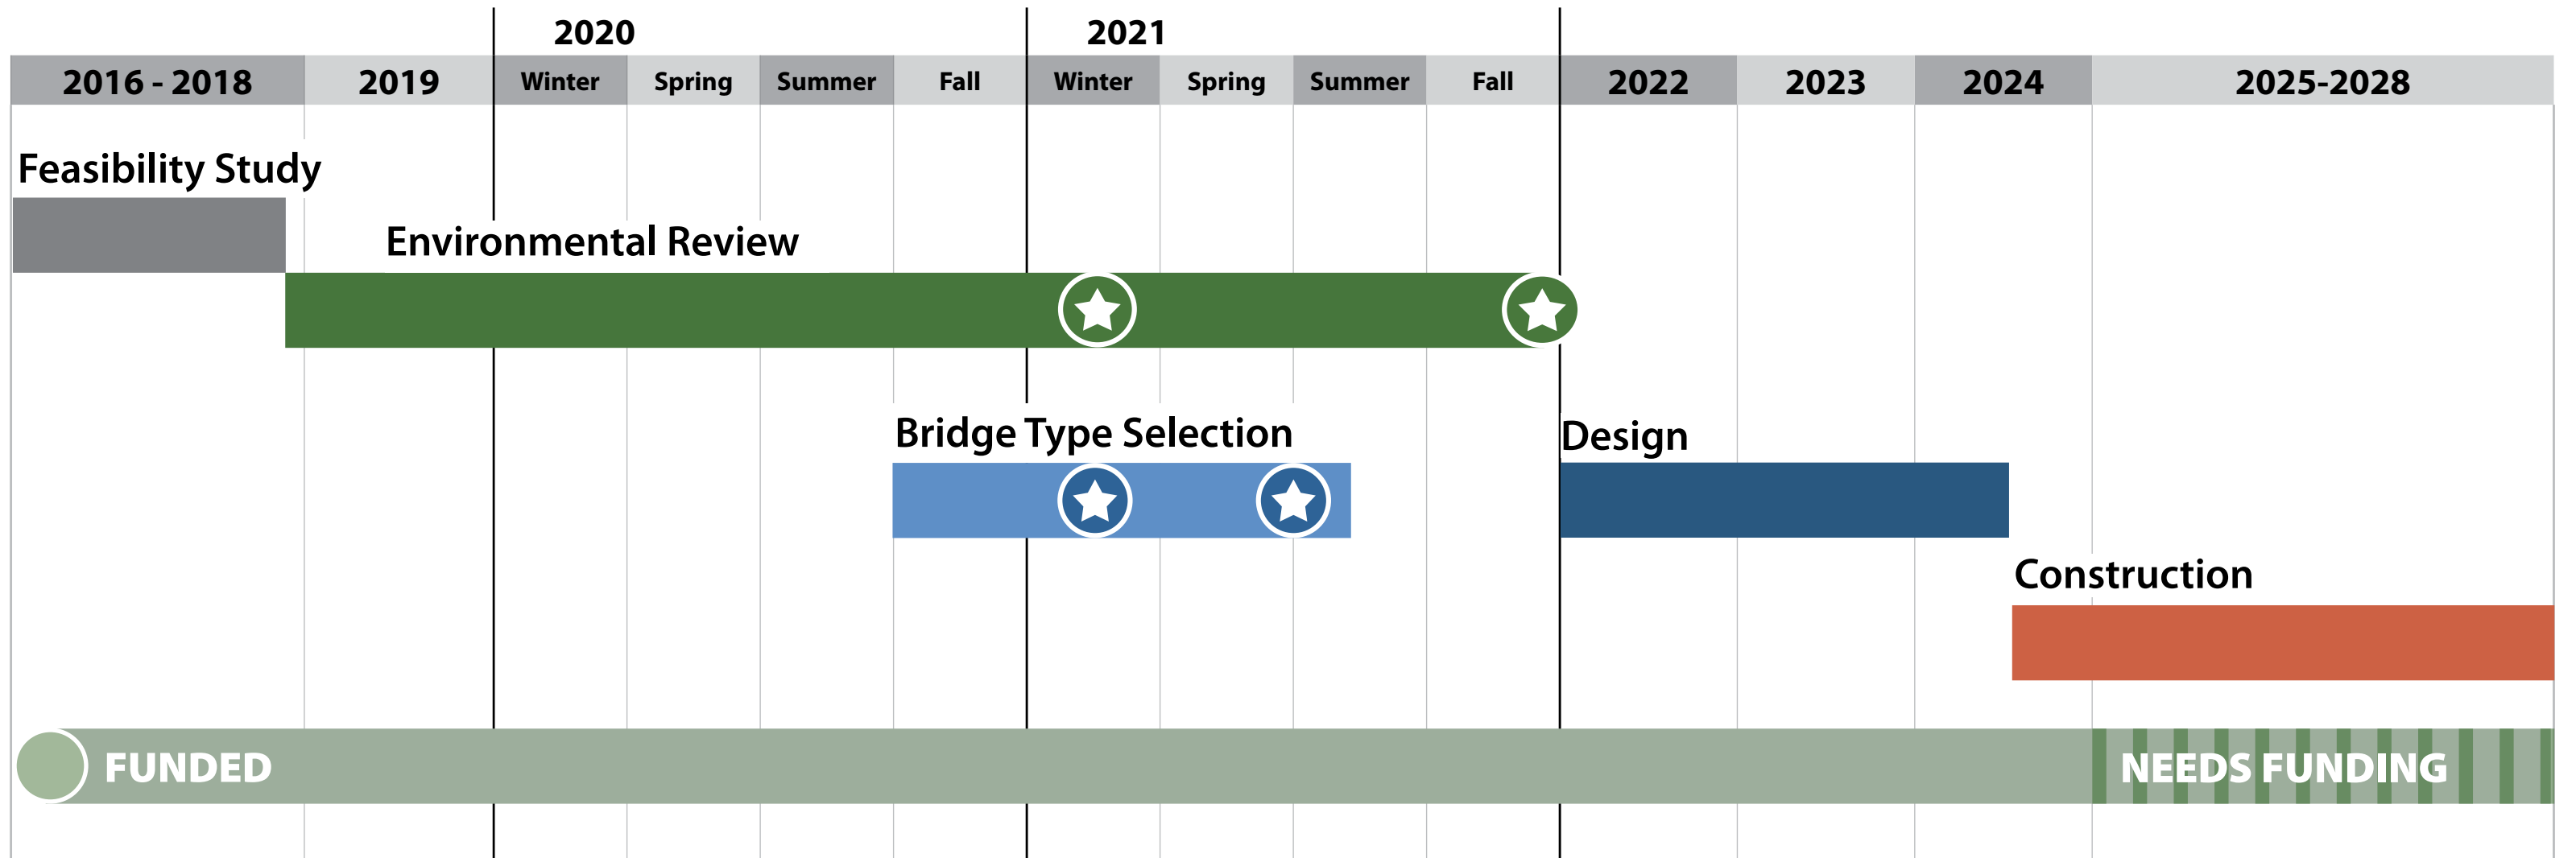 2020 2021
2016 - 2018 2019 Winter Spring Summer Fall Winter Spring Summer Fall 2022 2023 2024 2025-2028
Feasibility Study
Environmental Review
Bridge Type Selection
Design
Construction
FUNDED NEEDS FUNDING